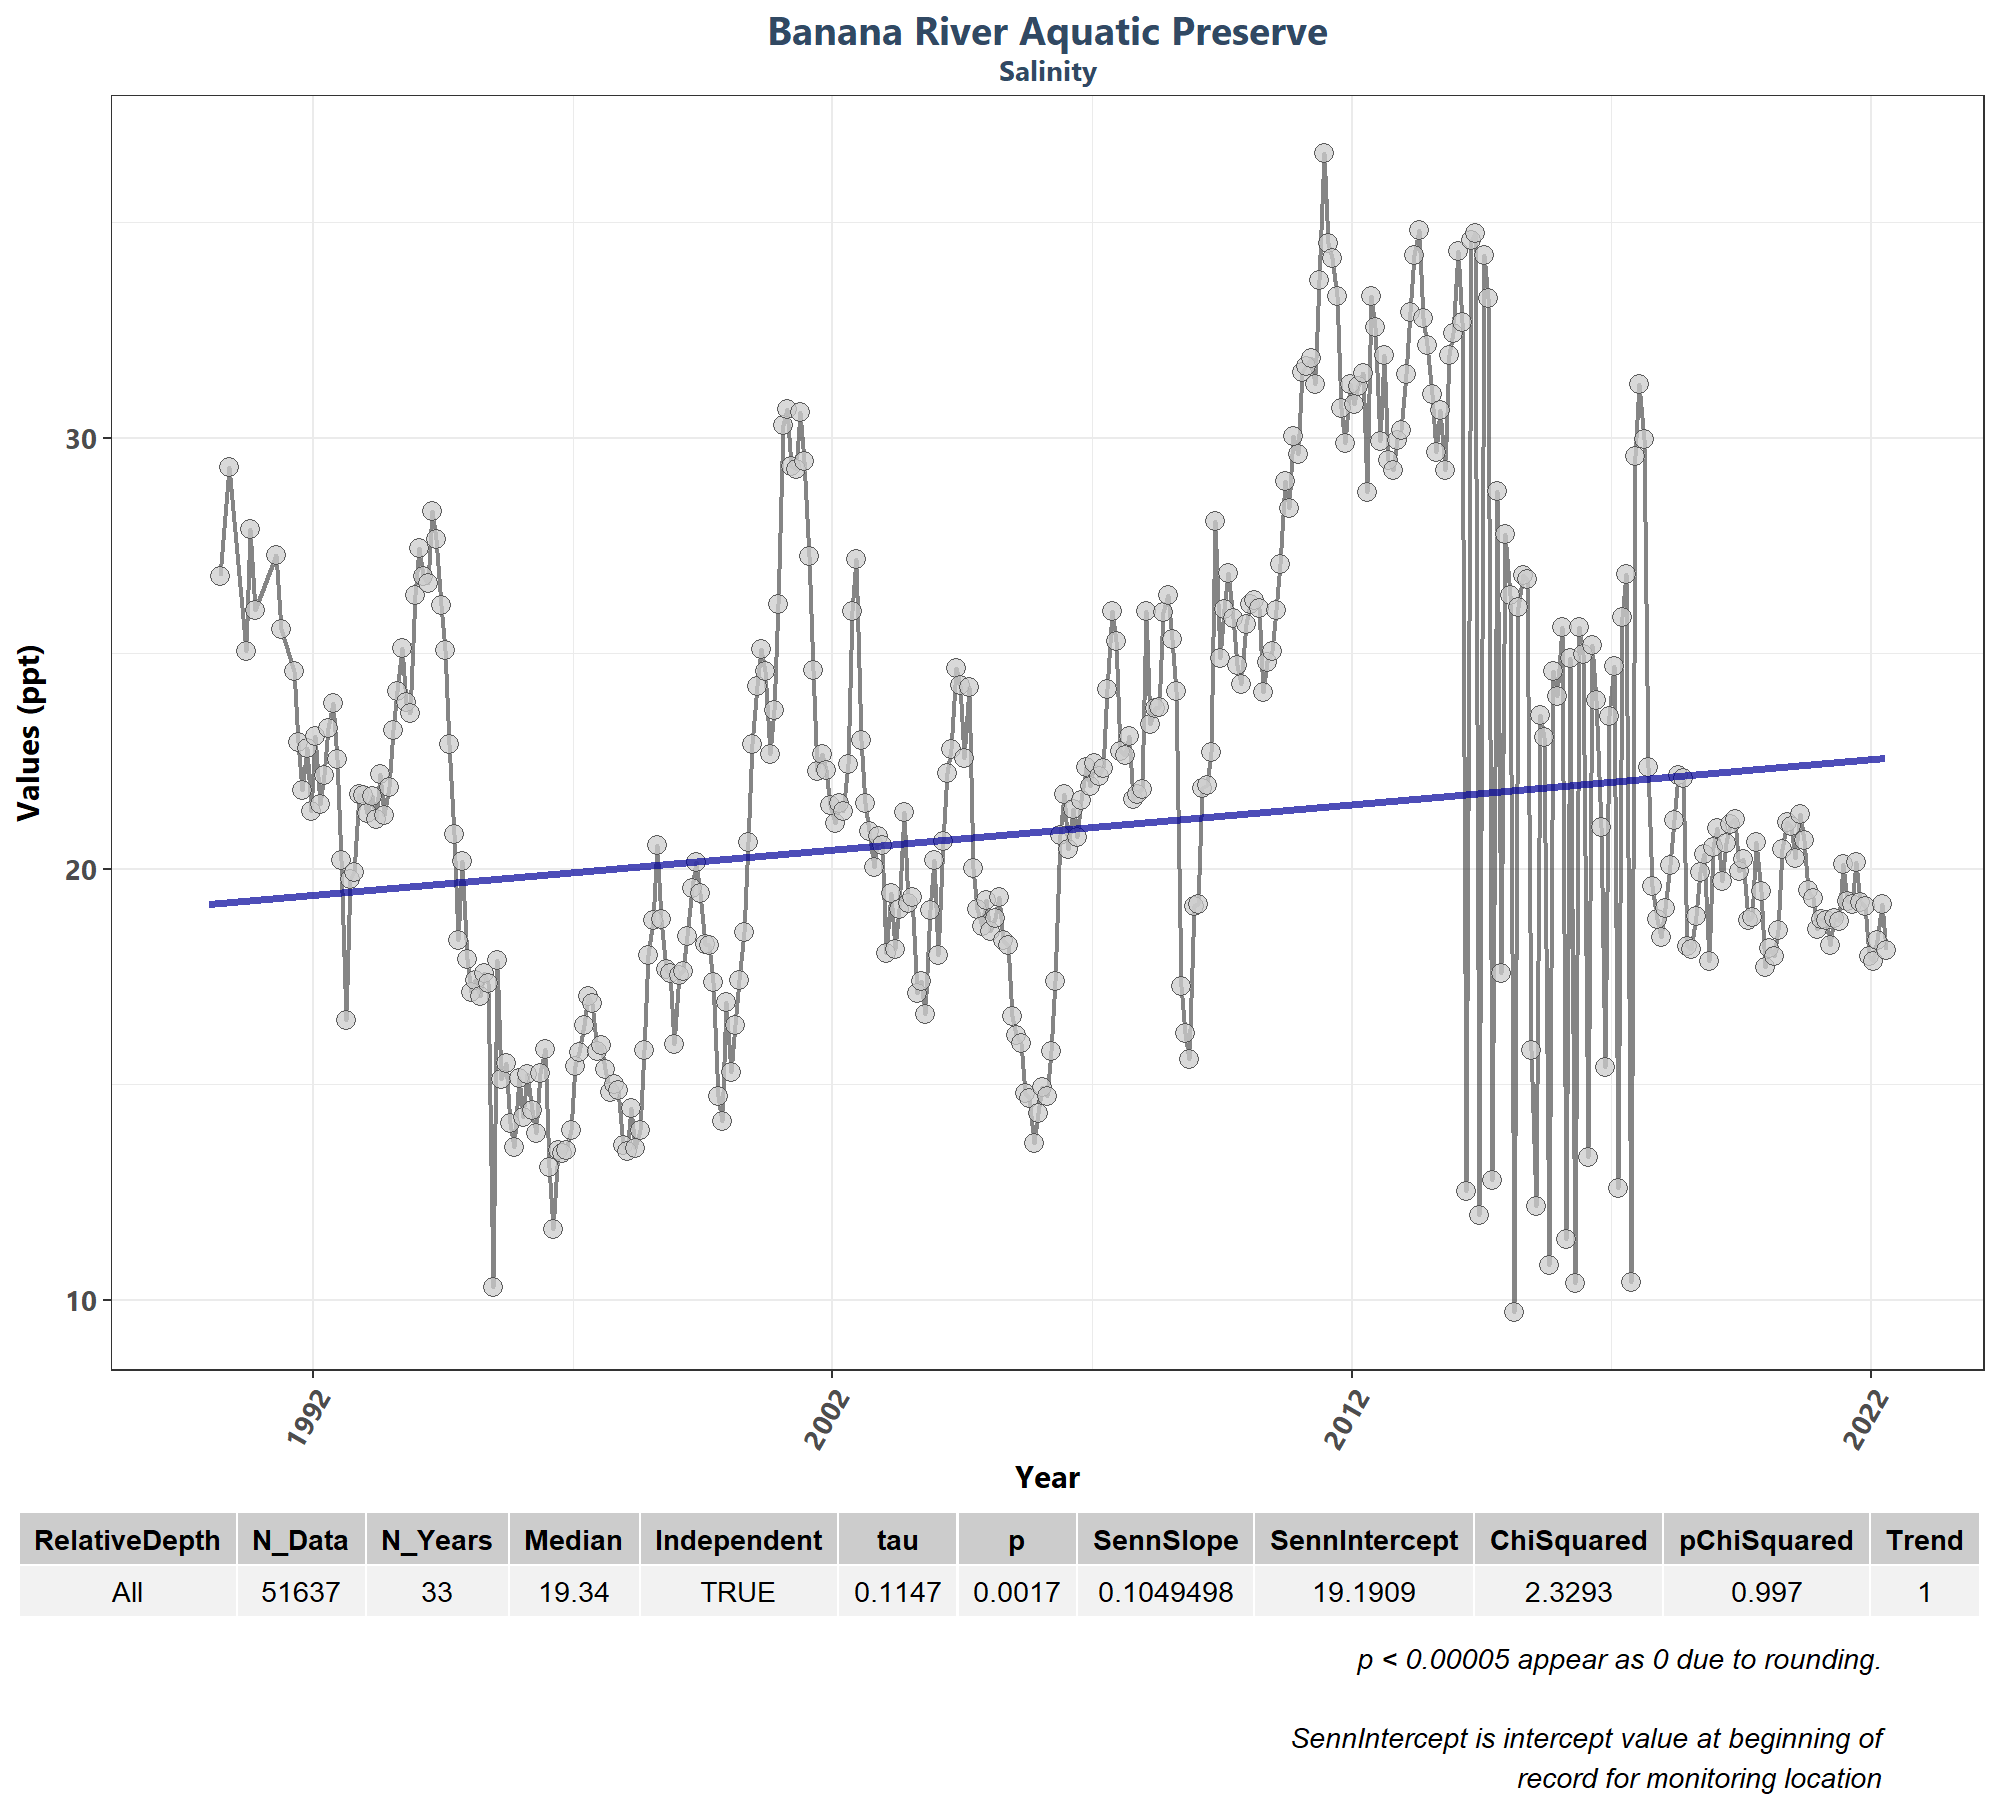 Banana River Aquatic Preserve
Salinity
Values (ppt)
30
20
10
1992
2002
2012
2022
Year
RelativeDepth N_Data N_Years Median Independent tau p SennSlope SennIntercept ChiSquared pChiSquared Trend
All 51637 33 19.34 TRUE 0.1147 0.0017 0.1049498 19.1909 2.3293 0.997 1
p < 0.00005 appear as 0 due to rounding.
SennIntercept is intercept value at beginning of
record for monitoring location